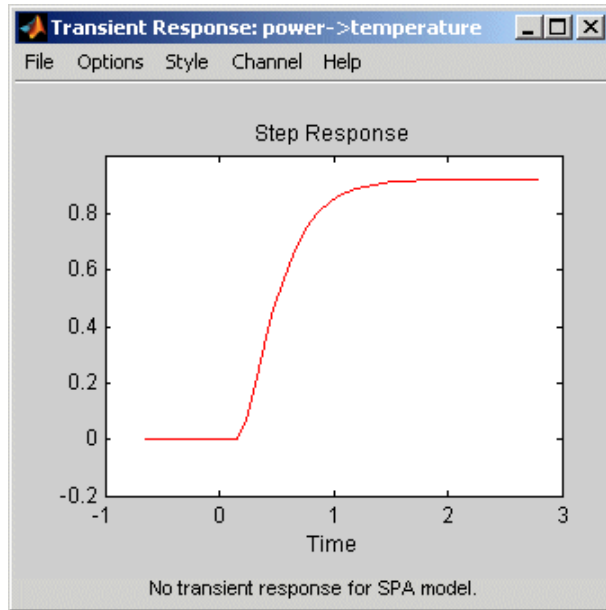 Transient Response: power->temperature
File Options Style Channel Help
Step Response
0.8
0.6
0.4
0.2
0
-0.2
-1 0 1 2 3
Time
No transient response for SPA model.